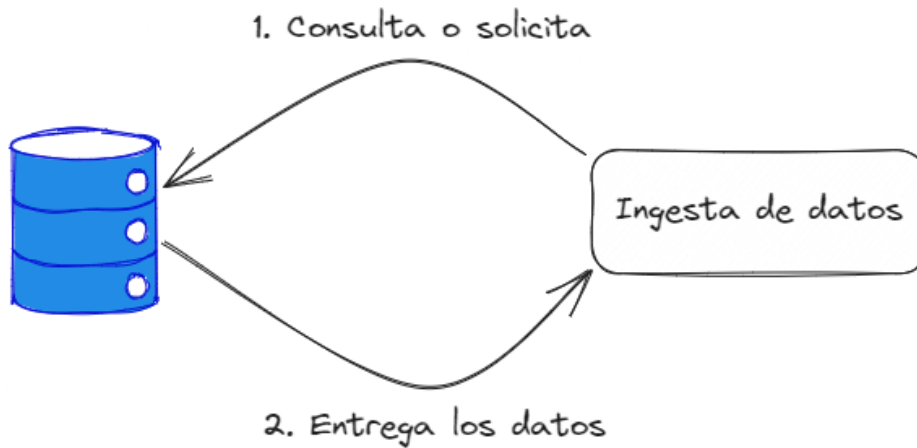 1. Consulta o solicita
Ingesta de datos
2. Entrega los datos